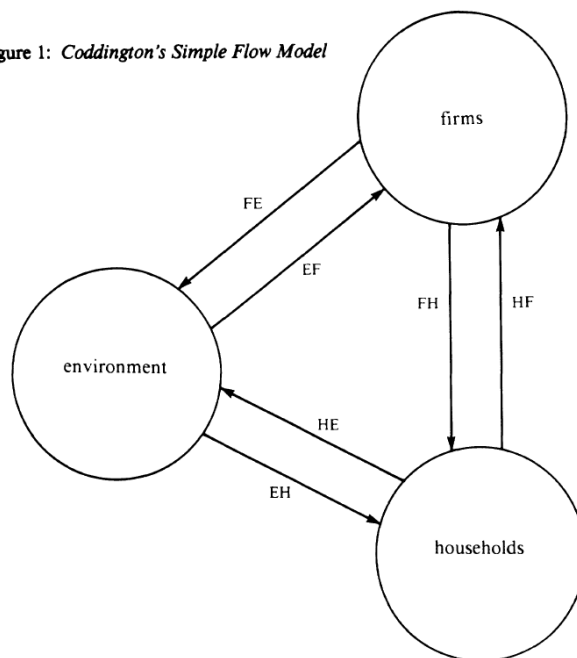 gure 1: Coddington's Simple Flow Model
firms
FE
EF
FH
HF
environment
HE
EH
households